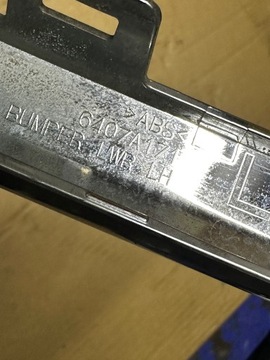 >ABS<
6407A17
BUMPER LWR LH
L